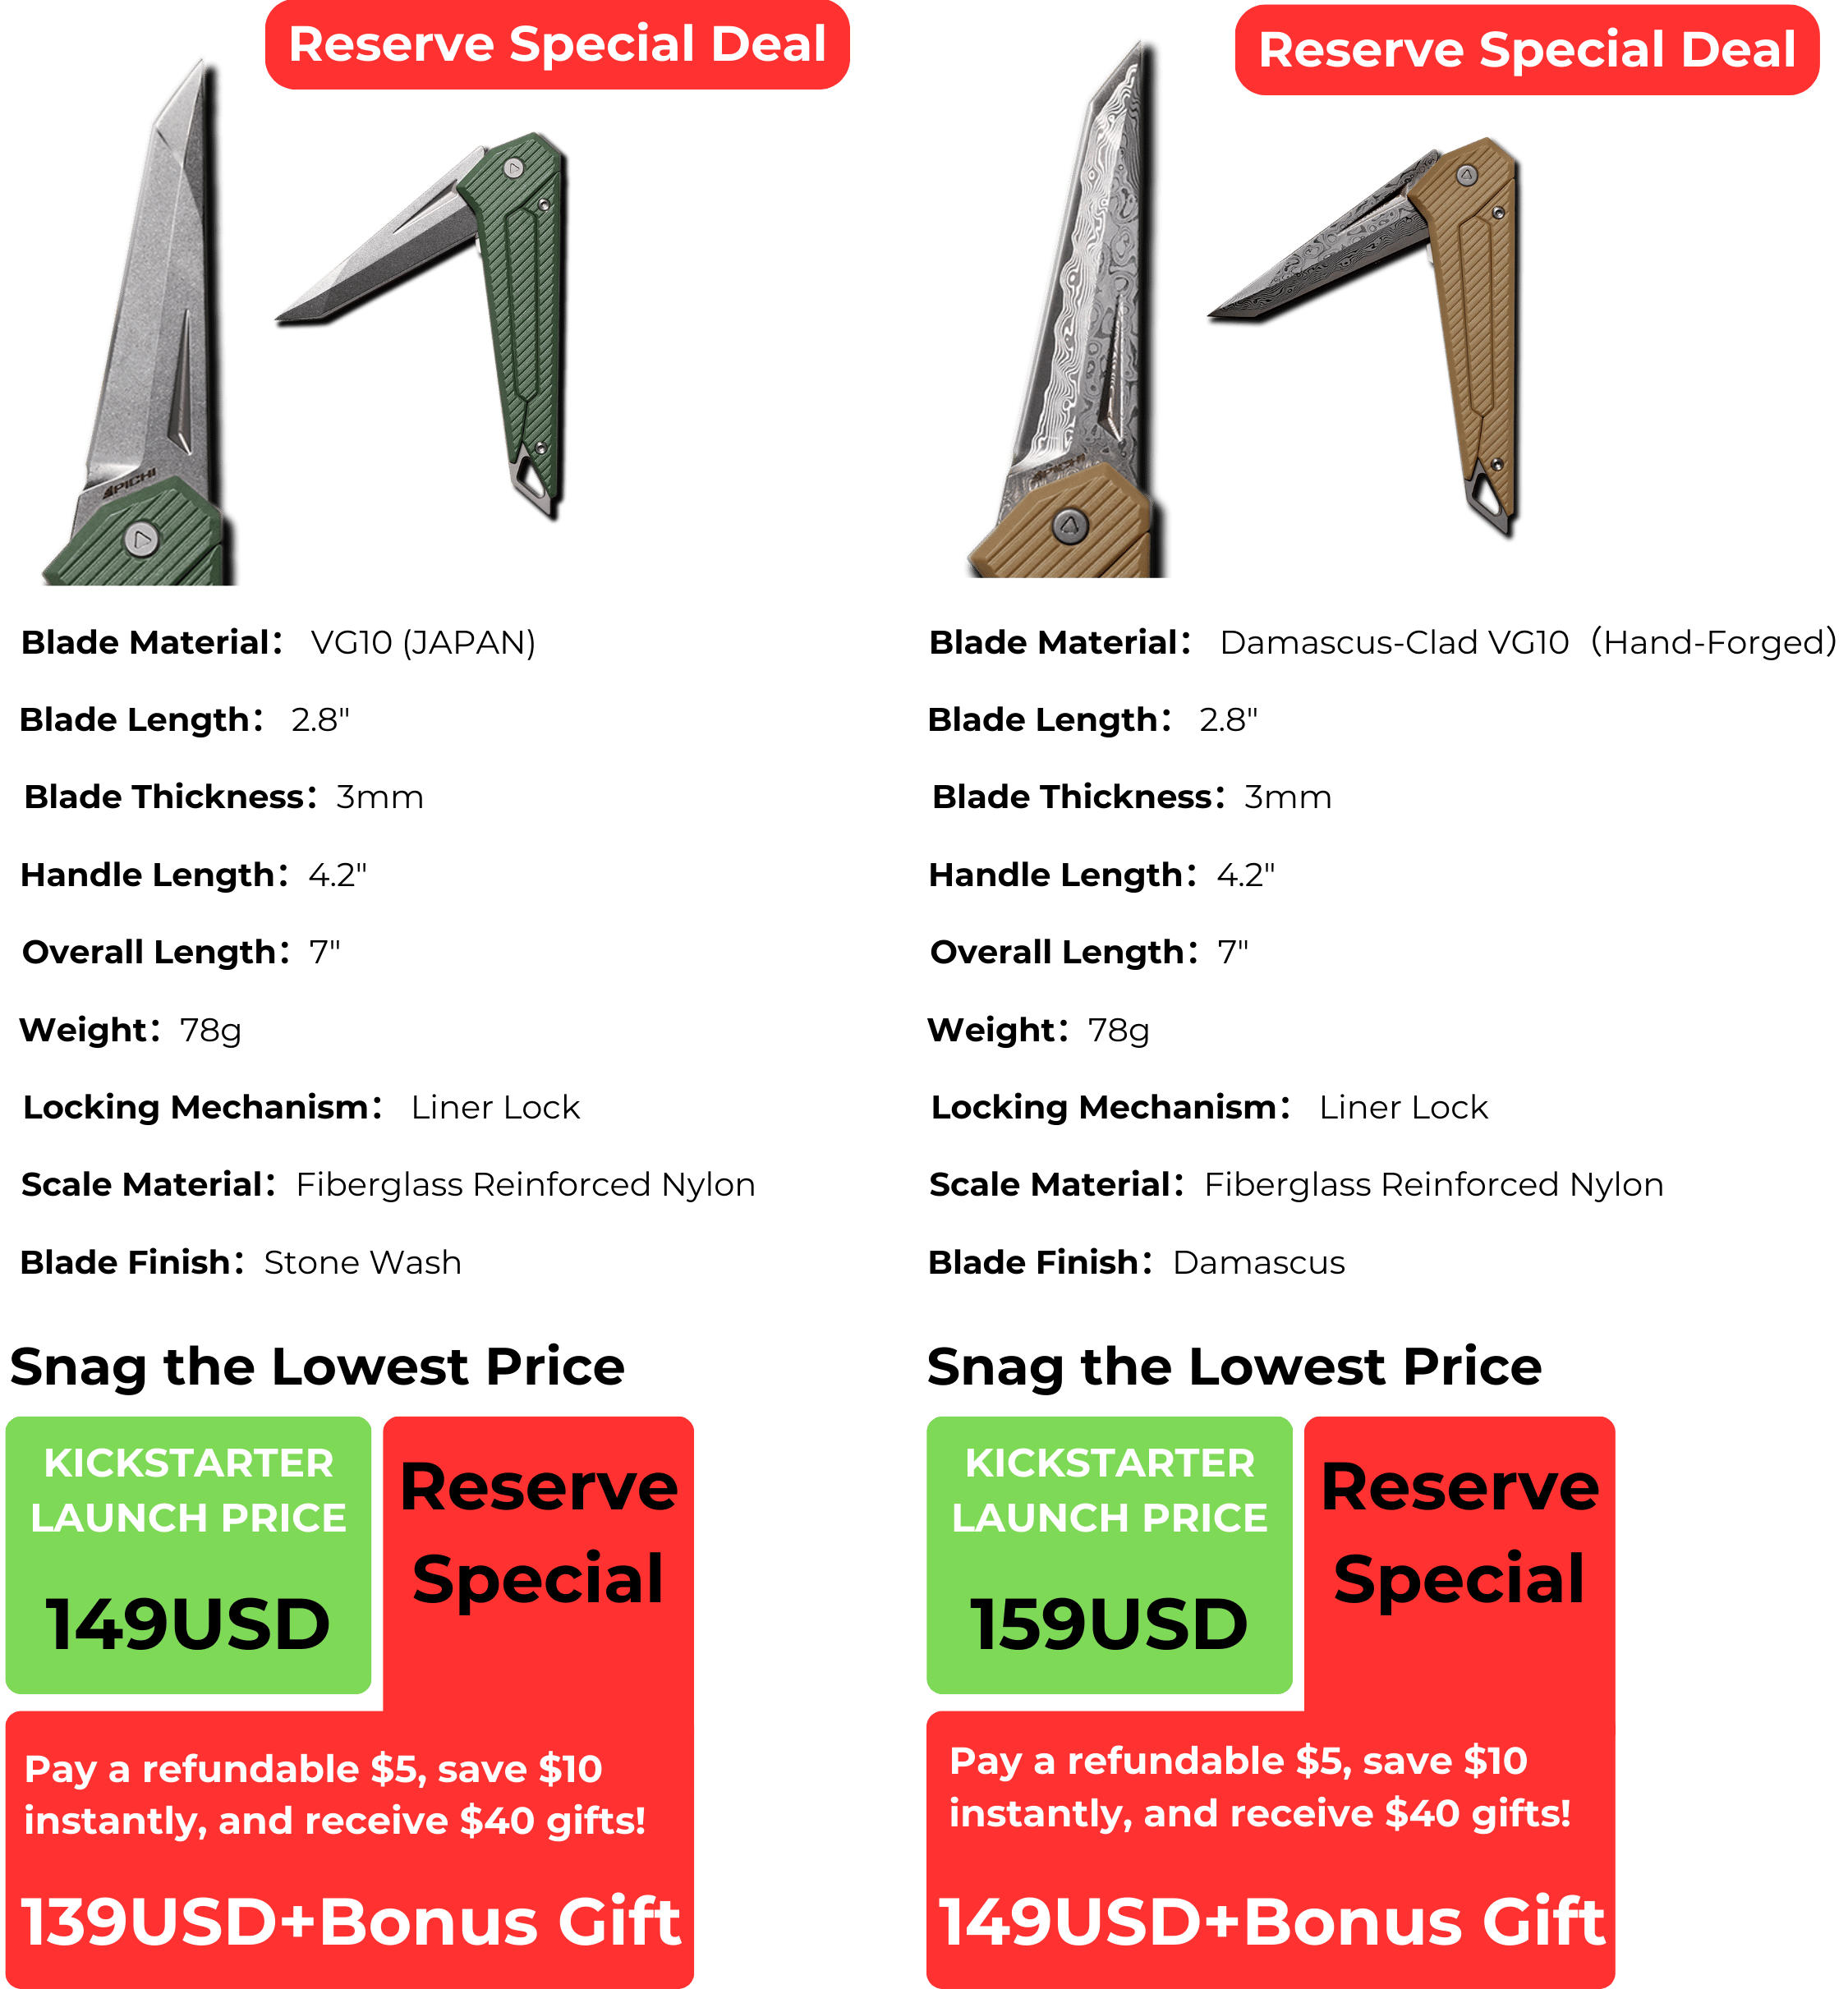 Reserve Special Deal
APICHI
Blade Material： VG10 (JAPAN)
Blade Length： 2.8"
Blade Thickness：3mm
Handle Length：4.2"
Overall Length：7"
Weight：78g
Locking Mechanism： Liner Lock
Scale Material：Fiberglass Reinforced Nylon
Blade Finish：Stone Wash
Snag the Lowest Price
KICKSTARTER
LAUNCH PRICE
149USD
Reserve
Special
Pay a refundable $5, save $10
instantly, and receive $40 gifts!
139USD+Bonus Gift
Reserve Special Deal
APICHI
Blade Material： Damascus-Clad VG10（Hand-Forged）
Blade Length： 2.8"
Blade Thickness：3mm
Handle Length：4.2"
Overall Length：7"
Weight：78g
Locking Mechanism： Liner Lock
Scale Material：Fiberglass Reinforced Nylon
Blade Finish：Damascus
Snag the Lowest Price
KICKSTARTER
LAUNCH PRICE
159USD
Reserve
Special
Pay a refundable $5, save $10
instantly, and receive $40 gifts!
149USD+Bonus Gift